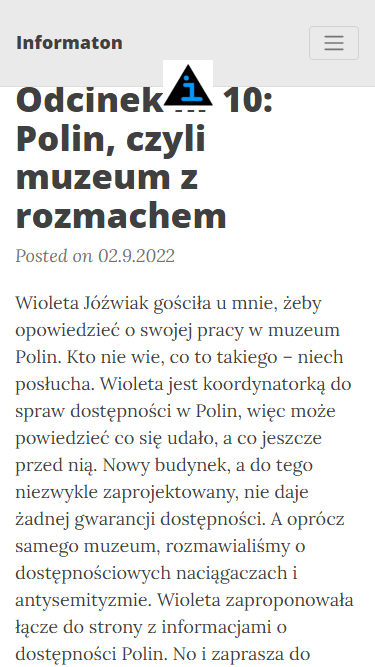 Informaton
Odcinek 10:
Polin, czyli
muzeum z
rozmachem
Posted on 02.9.2022
Wioleta Jóźwiak gościła u mnie, żeby
opowiedzieć o swojej pracy w muzeum
Polin. Kto nie wie, co to takiego – niech
posłucha. Wioleta jest koordynatorką do
spraw dostępności w Polin, więc może
powiedzieć co się udało, a co jeszcze
przed nią. Nowy budynek, a do tego
niezwykle zaprojektowany, nie daje
żadnej gwarancji dostępności. A oprócz
samego muzeum, rozmawialiśmy o
dostępnościowych naciągaczach i
antysemityzmie. Wioleta zaproponowała
łącze do strony z informacjami o
dostępności Polin. No i zaprasza do